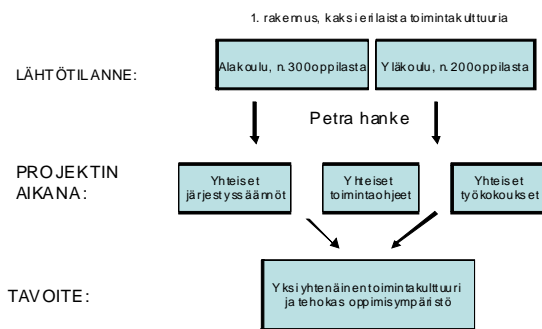 1. rakennus, kaksi erilaista toimintakulttuuria
LÄHTÖTILANNE:
Alakoulu, n.300 oppilasta
Yläkoulu, n.200 oppilasta
Petra hanke
PROJEKTIN
AIKANA:
Yhteiset
järjestyssäännöt
Yhteiset
toimintaohjeet
Yhteiset
työkokoukset
TAVOITE:
Yksi yhtenäinen toimintakulttuuri
ja tehokas oppimisympäristö